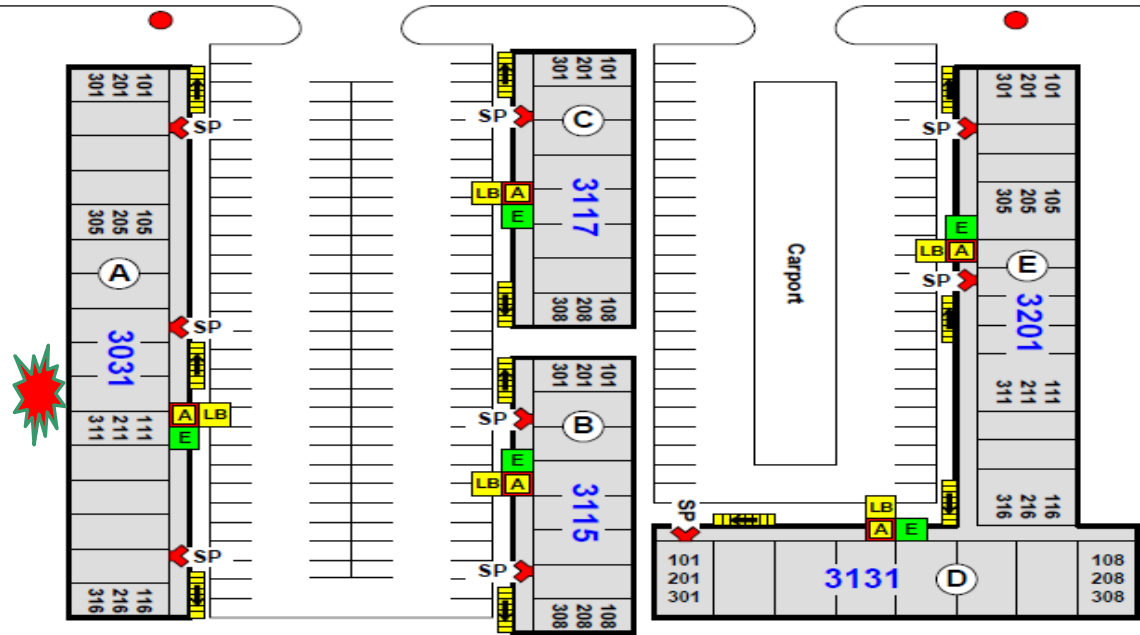 301 201 101
SP
305 205 105
A
SP
3031
A LB
311 211 111
E
SP
316 216 116
301 201 101
SP
C
LB A
3117
E
308 208 108
301 201 101
SP
B
E
LB A
3115
SP
308 208 108
Carport
301 201 101
SP
305 205 105
E
LB A
E
SP
3201
311 211 111
316 216 116
SP
LB
A E
101
201
301
3131 D
108
208
308